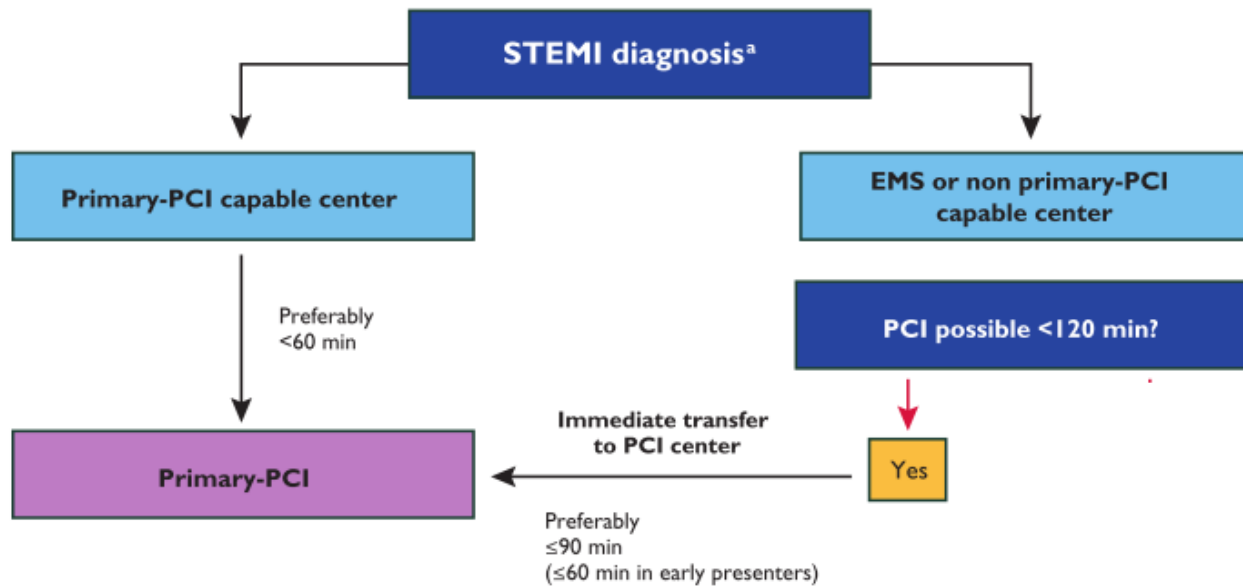 STEMI diagnosisᵃ
Primary-PCI capable center
EMS or non primary-PCI
capable center
Preferably
<60 min
PCI possible <120 min?
Immediate transfer
to PCI center
Yes
Primary-PCI
Preferably
≤90 min
(≤60 min in early presenters)